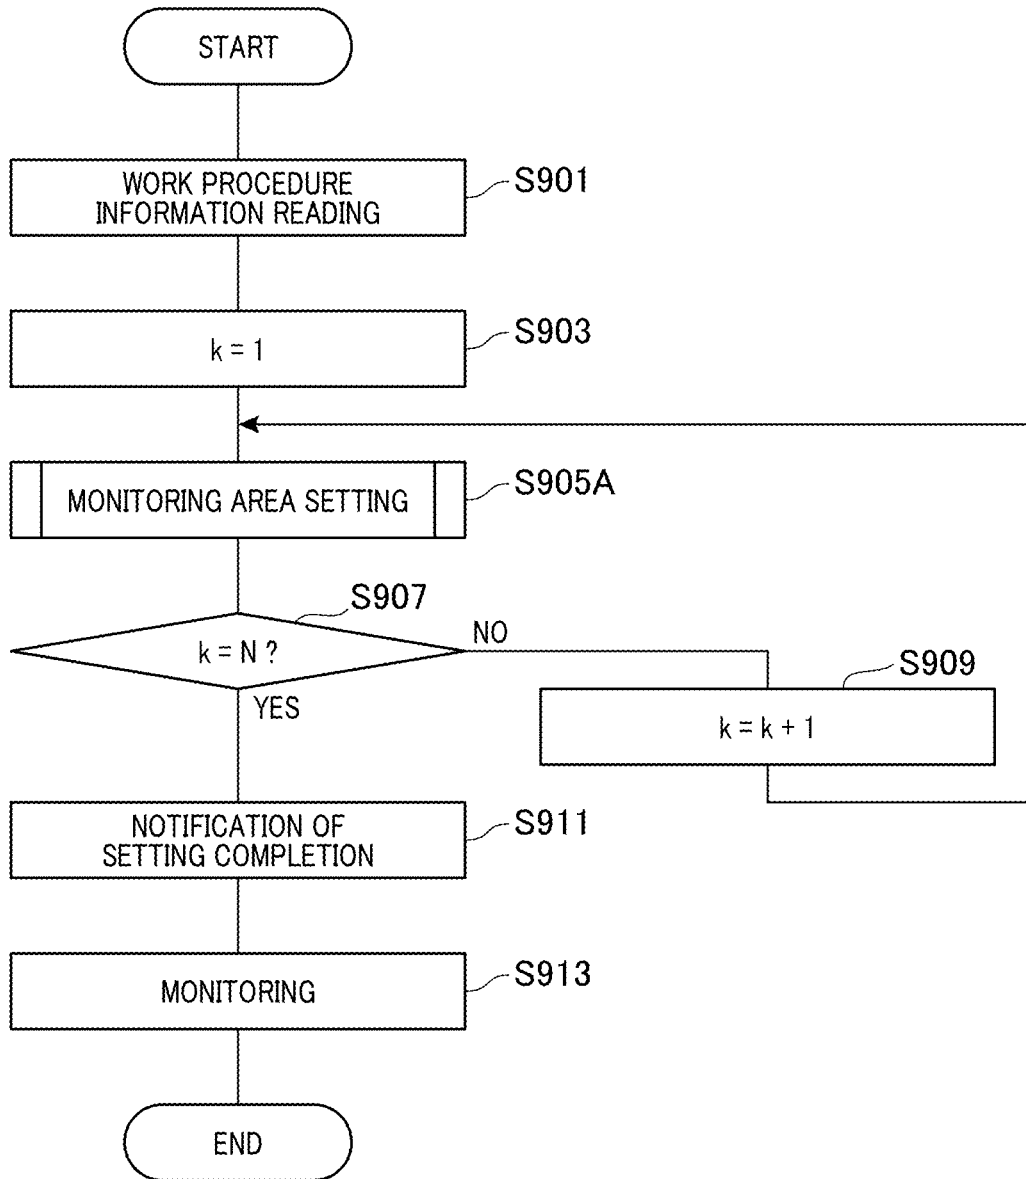 START
WORK PROCEDURE
INFORMATION READING
S901
k = 1
S903
MONITORING AREA SETTING
S905A
S907
k = N ?
NO
YES
S909
k = k + 1
NOTIFICATION OF
SETTING COMPLETION
S911
MONITORING
S913
END